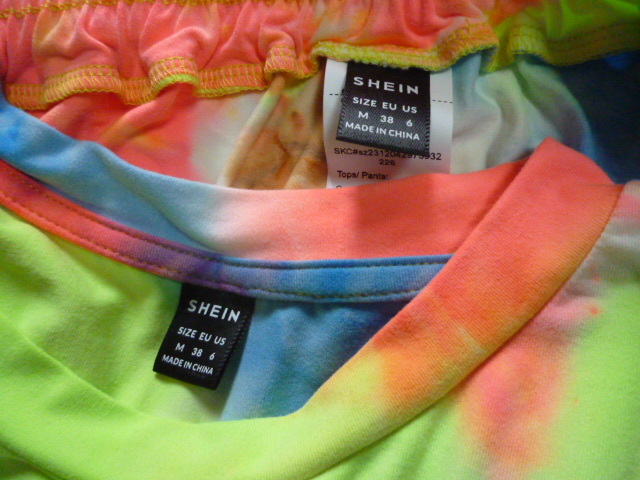 SHEIN
SIZE EU US
M 38 6
MADE IN CHINA
226
Tops/ Pants:
SHEIN
SIZE EU US
M 38 6
MADE IN CHINA